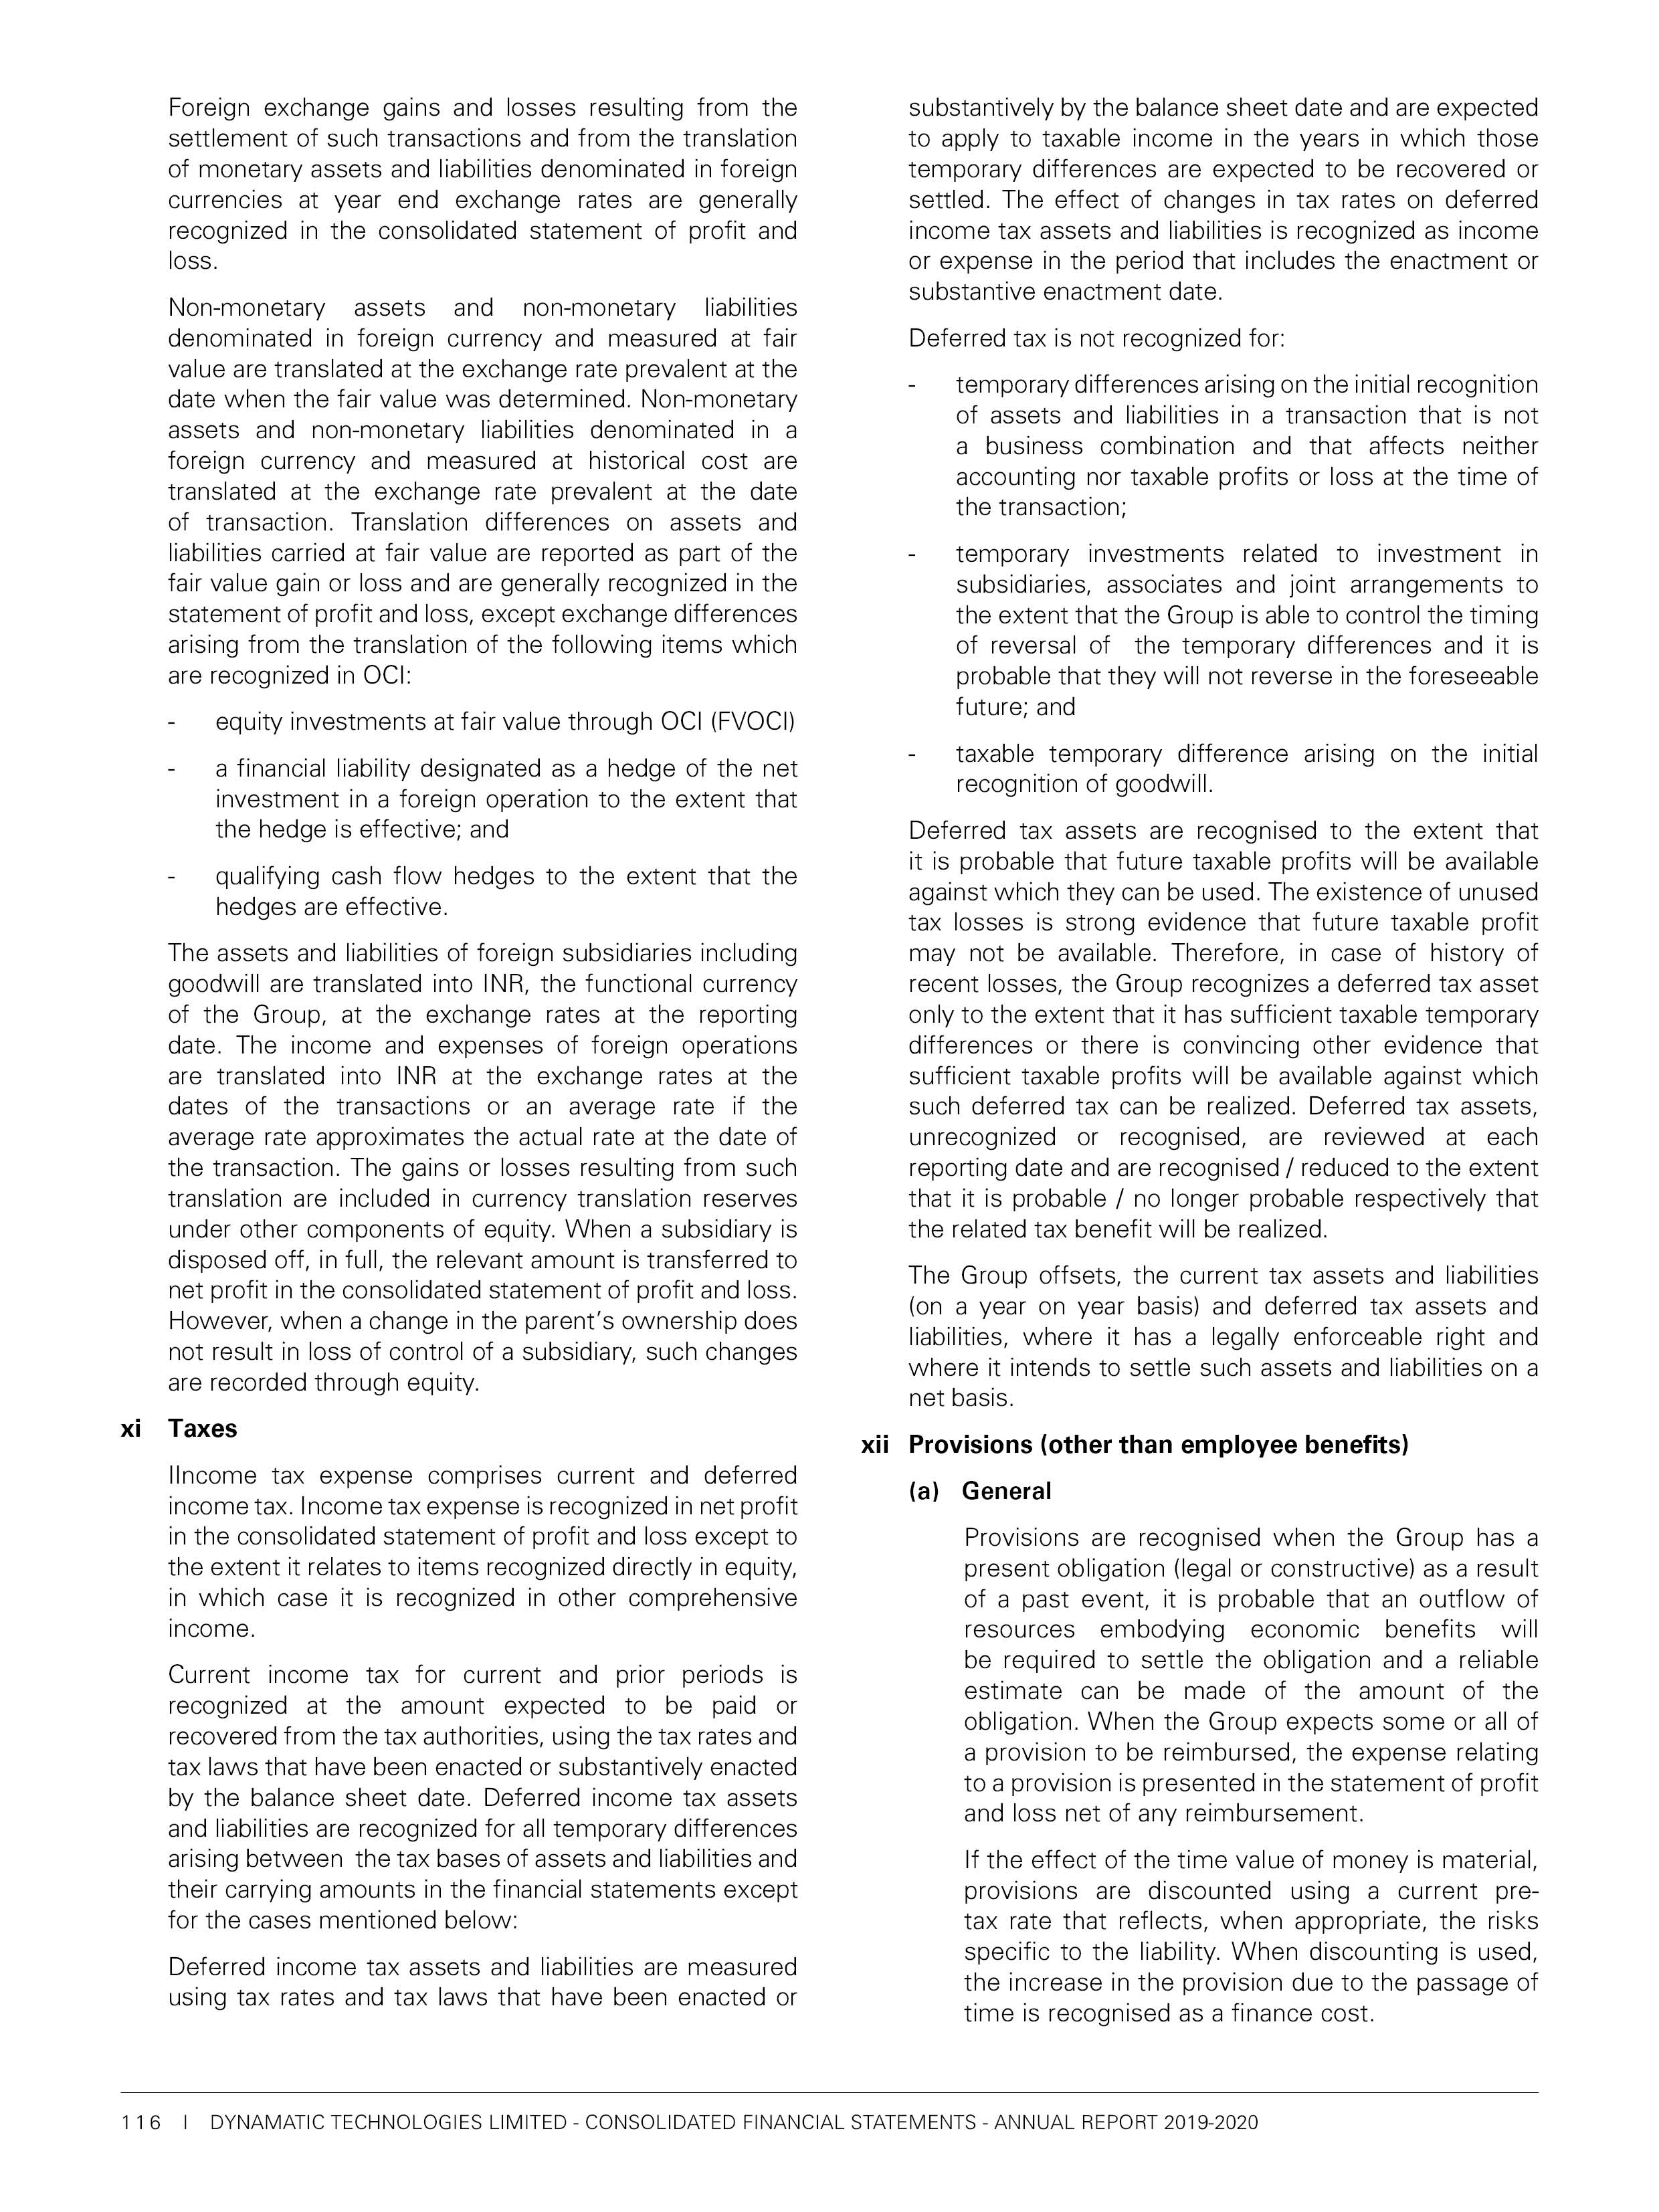 Foreign exchange gains and losses resulting from the
settlement of such transactions and from the translation
of monetary assets and liabilities denominated in foreign
currencies at year end exchange rates are generally
recognized in the consolidated statement of profit and
loss.
Non-monetary assets and non-monetary liabilities
denominated in foreign currency and measured at fair
value are translated at the exchange rate prevalent at the
date when the fair value was determined. Non-monetary
assets and non-monetary liabilities denominated in a
foreign currency and measured at historical cost are
translated at the exchange rate prevalent at the date
of transaction. Translation differences on assets and
liabilities carried at fair value are reported as part of the
fair value gain or loss and are generally recognized in the
statement of profit and loss, except exchange differences
arising from the translation of the following items which
are recognized in OCI:
- equity investments at fair value through OCI (FVOCI)
- a financial liability designated as a hedge of the net
investment in a foreign operation to the extent that
the hedge is effective; and
- qualifying cash flow hedges to the extent that the
hedges are effective.
The assets and liabilities of foreign subsidiaries including
goodwill are translated into INR, the functional currency
of the Group, at the exchange rates at the reporting
date. The income and expenses of foreign operations
are translated into INR at the exchange rates at the
dates of the transactions or an average rate if the
average rate approximates the actual rate at the date of
the transaction. The gains or losses resulting from such
translation are included in currency translation reserves
under other components of equity. When a subsidiary is
disposed off, in full, the relevant amount is transferred to
net profit in the consolidated statement of profit and loss.
However, when a change in the parent's ownership does
not result in loss of control of a subsidiary, such changes
are recorded through equity.
xi Taxes
IIncome tax expense comprises current and deferred
income tax. Income tax expense is recognized in net profit
in the consolidated statement of profit and loss except to
the extent it relates to items recognized directly in equity,
in which case it is recognized in other comprehensive
income.
Current income tax for current and prior periods is
recognized at the amount expected to be paid or
recovered from the tax authorities, using the tax rates and
tax laws that have been enacted or substantively enacted
by the balance sheet date. Deferred income tax assets
and liabilities are recognized for all temporary differences
arising between the tax bases of assets and liabilities and
their carrying amounts in the financial statements except
for the cases mentioned below:
Deferred income tax assets and liabilities are measured
using tax rates and tax laws that have been enacted or
substantively by the balance sheet date and are expected
to apply to taxable income in the years in which those
temporary differences are expected to be recovered or
settled. The effect of changes in tax rates on deferred
income tax assets and liabilities is recognized as income
or expense in the period that includes the enactment or
substantive enactment date.
Deferred tax is not recognized for:
- temporary differences arising on the initial recognition
of assets and liabilities in a transaction that is not
a business combination and that affects neither
accounting nor taxable profits or loss at the time of
the transaction;
- temporary investments related to investment in
subsidiaries, associates and joint arrangements to
the extent that the Group is able to control the timing
of reversal of the temporary differences and it is
probable that they will not reverse in the foreseeable
future; and
- taxable temporary difference arising on the initial
recognition of goodwill.
Deferred tax assets are recognised to the extent that
it is probable that future taxable profits will be available
against which they can be used. The existence of unused
tax losses is strong evidence that future taxable profit
may not be available. Therefore, in case of history of
recent losses, the Group recognizes a deferred tax asset
only to the extent that it has sufficient taxable temporary
differences or there is convincing other evidence that
sufficient taxable profits will be available against which
such deferred tax can be realized. Deferred tax assets,
unrecognized or recognised, are reviewed at each
reporting date and are recognised / reduced to the extent
that it is probable / no longer probable respectively that
the related tax benefit will be realized.
The Group offsets, the current tax assets and liabilities
(on a year on year basis) and deferred tax assets and
liabilities, where it has a legally enforceable right and
where it intends to settle such assets and liabilities on a
net basis.
xii Provisions (other than employee benefits)
(a) General
Provisions are recognised when the Group has a
present obligation (legal or constructive) as a result
of a past event, it is probable that an outflow of
resources embodying economic benefits will
be required to settle the obligation and a reliable
estimate can be made of the amount of the
obligation. When the Group expects some or all of
a provision to be reimbursed, the expense relating
to a provision is presented in the statement of profit
and loss net of any reimbursement.
If the effect of the time value of money is material,
provisions are discounted using a current pre-
tax rate that reflects, when appropriate, the risks
specific to the liability. When discounting is used,
the increase in the provision due to the passage of
time is recognised as a finance cost.
116 I DYNAMATIC TECHNOLOGIES LIMITED - CONSOLIDATED FINANCIAL STATEMENTS - ANNUAL REPORT 2019-2020